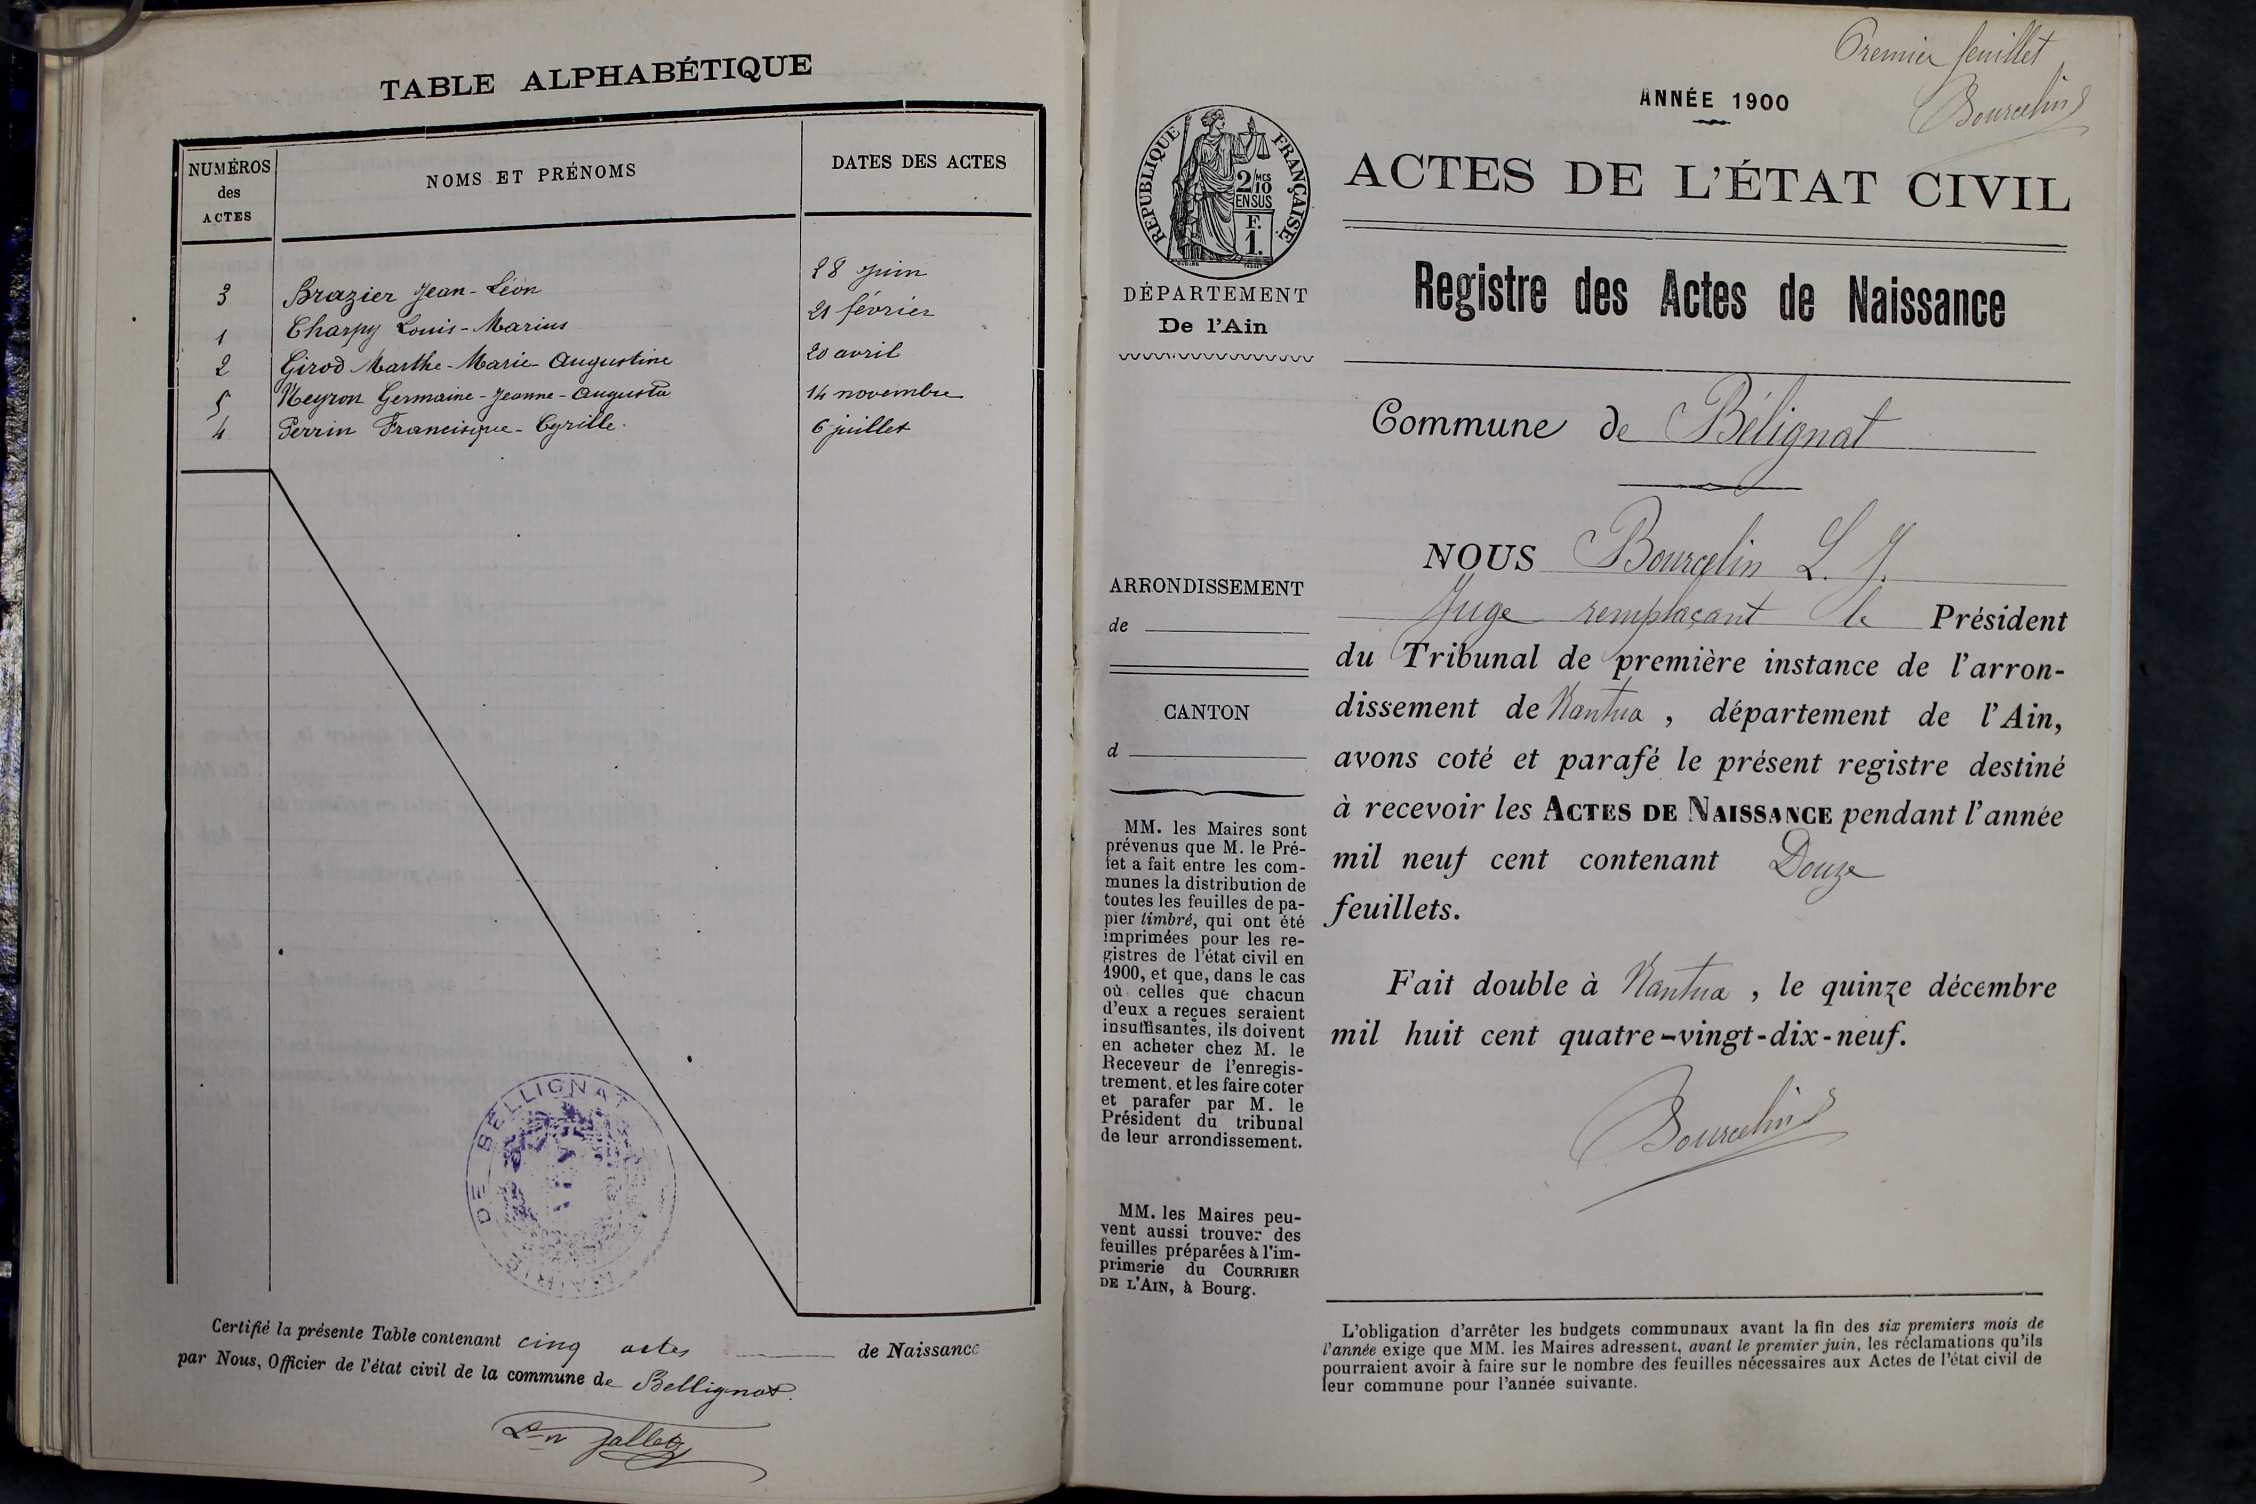 TABLE ALPHABÉTIQUE
NUMÉROS
des
ACTES
NOMS ET PRÉNOMS
DATES DES ACTES
3 Brazier Jean-Léon 28 Juin
1 Charpy Louis-Marius 21 février
2 Girod Marthe-Marie-Augustine 20 avril
5 Neyron Germaine-Jeanne-Augusta 14 novembre
4 Perrin Francisque-Cyrille. 6 juillet
MAIRIE DE BELLIGNAT
Certifié la présente Table contenant cinq actes de Naissance
par Nous, Officier de l'état civil de la commune de Bellignat.
Premier feuillet
Bourcelin
ANNÉE 1900
RÉPUBLIQUE FRANÇAISE
2/10
MES
EN SUS
F.
1.
DÉPARTEMENT
De l'Ain
ACTES DE L'ÉTAT CIVIL
Registre des Actes de Naissance
Commune de Bélignat
NOUS Bourcelin L. J.
Juge remplaçant le Président
du Tribunal de première instance de l'arron-
dissement de Nantua, département de l'Ain,
avons coté et parafé le présent registre destiné
à recevoir les ACTES DE NAISSANCE pendant l'année
mil neuf cent contenant Douze
feuillets.
Fait double à Nantua, le quinze décembre
mil huit cent quatre-vingt-dix-neuf.
Bourcelin
ARRONDISSEMENT
de
CANTON
d
MM. les Maires sont
prévenus que M. le Pré-
fet a fait entre les com-
munes la distribution de
toutes les feuilles de pa-
pier timbré, qui ont été
imprimées pour les re-
gistres de l'état civil en
1900, et que, dans le cas
où celles que chacun
d'eux a reçues seraient
insuffisantes, ils doivent
en acheter chez M. le
Receveur de l'enregis-
trement, et les faire coter
et parafer par M. le
Président du tribunal
de leur arrondissement.
MM. les Maires peu-
vent aussi trouver des
feuilles préparées à l'im-
primerie du COURRIER
DE L'AIN, à Bourg.
L'obligation d'arrêter les budgets communaux avant la fin des six premiers mois de
l'année exige que MM. les Maires adressent, avant le premier juin, les réclamations qu'ils
pourraient avoir à faire sur le nombre des feuilles nécessaires aux Actes de l'état civil de
leur commune pour l'année suivante.